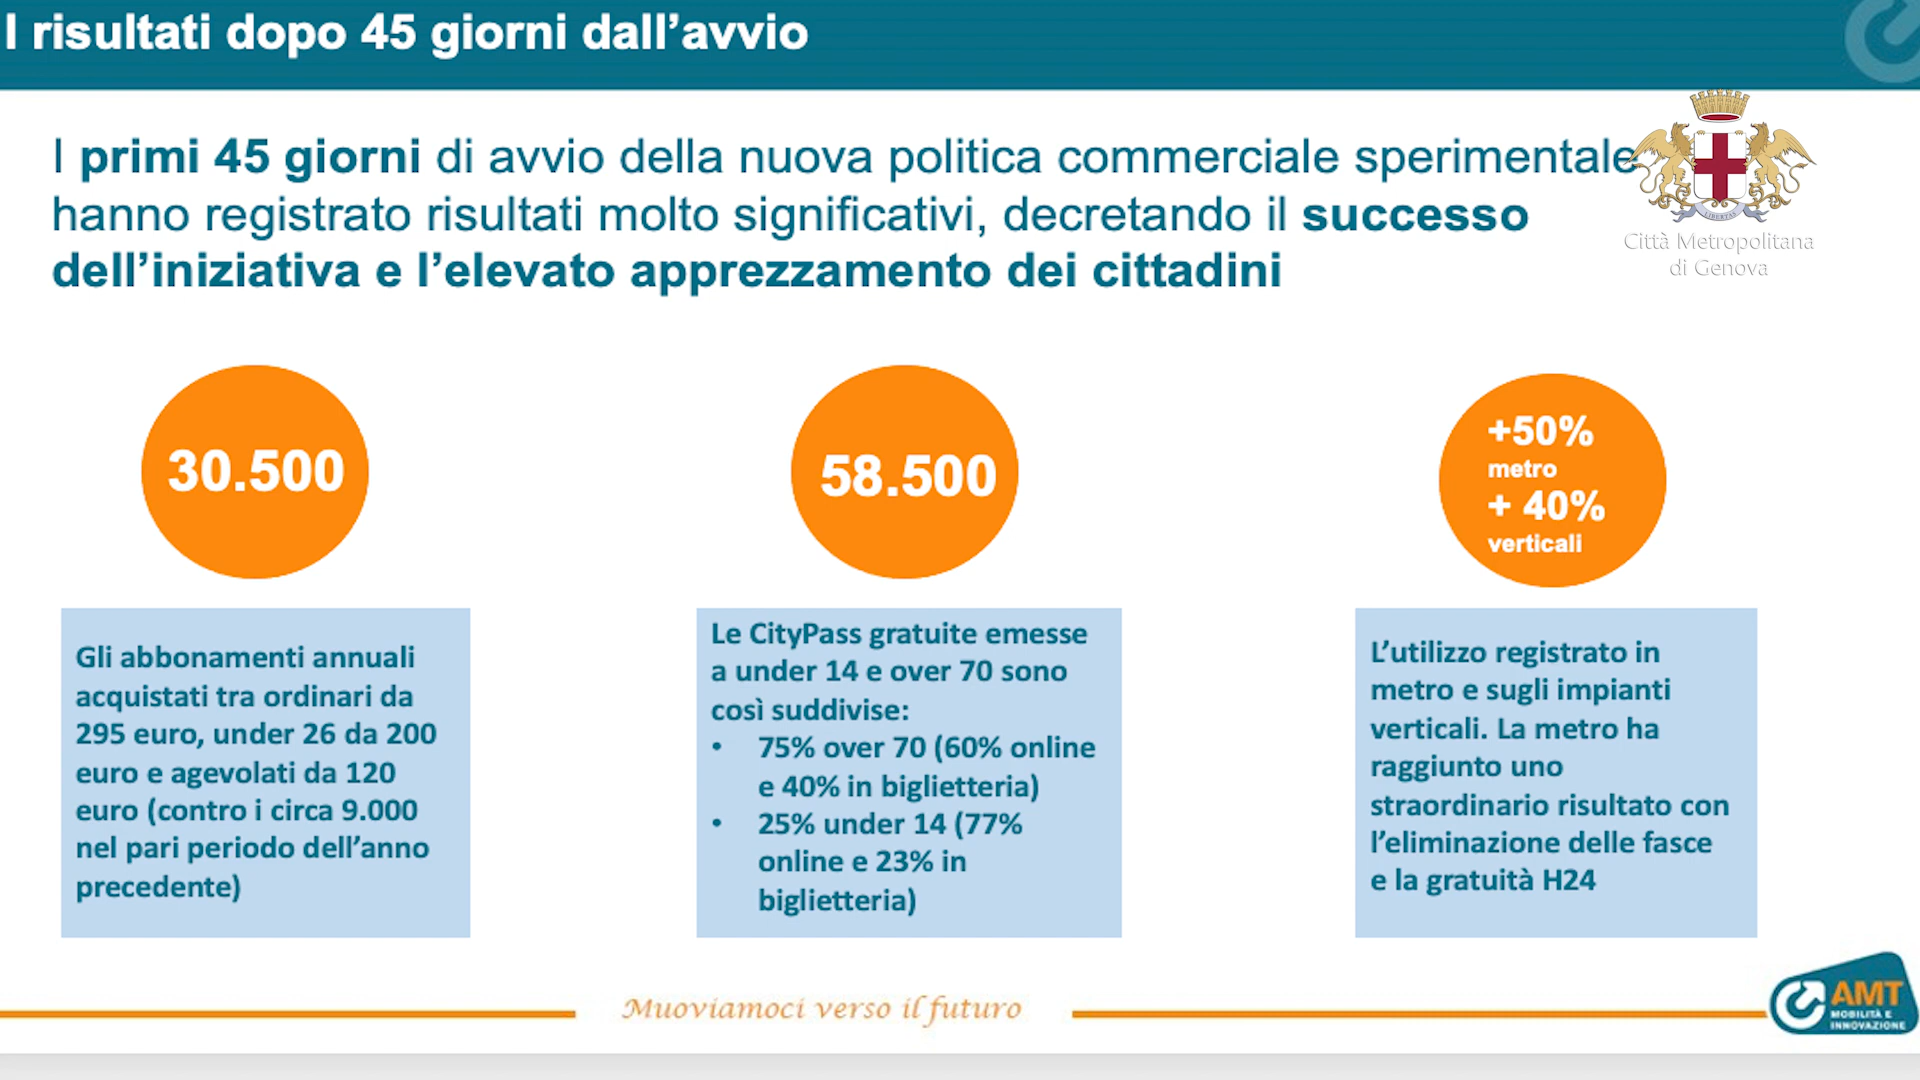 I risultati dopo 45 giorni dall’avvio
I primi 45 giorni di avvio della nuova politica commerciale sperimentale
hanno registrato risultati molto significativi, decretando il successo
dell’iniziativa e l’elevato apprezzamento dei cittadini
LIBERTAS
Città Metropolitana
di Genova
30.500
Gli abbonamenti annuali
acquistati tra ordinari da
295 euro, under 26 da 200
euro e agevolati da 120
euro (contro i circa 9.000
nel pari periodo dell’anno
precedente)
58.500
Le CityPass gratuite emesse
a under 14 e over 70 sono
così suddivise:
• 75% over 70 (60% online
e 40% in biglietteria)
• 25% under 14 (77%
online e 23% in
biglietteria)
+50%
metro
+ 40%
verticali
L’utilizzo registrato in
metro e sugli impianti
verticali. La metro ha
raggiunto uno
straordinario risultato con
l’eliminazione delle fasce
e la gratuità H24
Muoviamoci verso il futuro
AMT
MOBILITÀ E
INNOVAZIONE